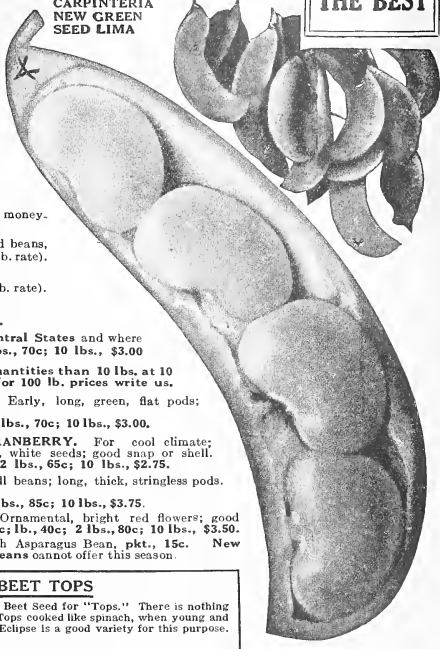 CARPINTERIA
NEW GREEN
SEED LIMA
THE BEST
money-
beans,
b. rate).
b. rate).
ntral States and where
bs., 70c; 10 lbs., $3.00
antities than 10 lbs. at 10
or 100 lb. prices write us.
Early, long, green, flat pods;
lbs., 70c; 10 lbs., $3.00.
ANBERRY. For cool climate;
, white seeds; good snap or shell.
2 lbs., 65c; 10 lbs., $2.75.
ll beans; long, thick, stringless pods.
bs., 85c; 10 lbs., $3.75.
Ornamental, bright red flowers; good
c; lb., 40c; 2 lbs., 80c; 10 lbs., $3.50.
h Asparagus Bean, pkt., 15c. New
eans cannot offer this season.
BEET TOPS
Beet Seed for "Tops." There is nothing
Tops cooked like spinach, when young and
Eclipse is a good variety for this purpose.